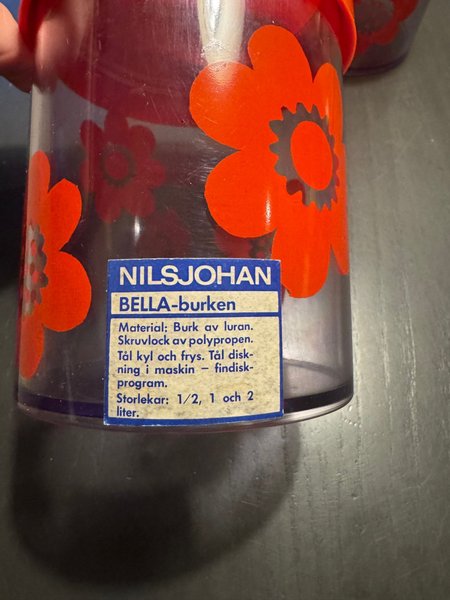 NILSJOHAN
BELLA-burken
Material: Burk av luran.
Skruvlock av polypropen.
Tål kyl och frys. Tål disk-
ning i maskin – findisk-
program.
Storlekar: 1/2, 1 och 2
liter.